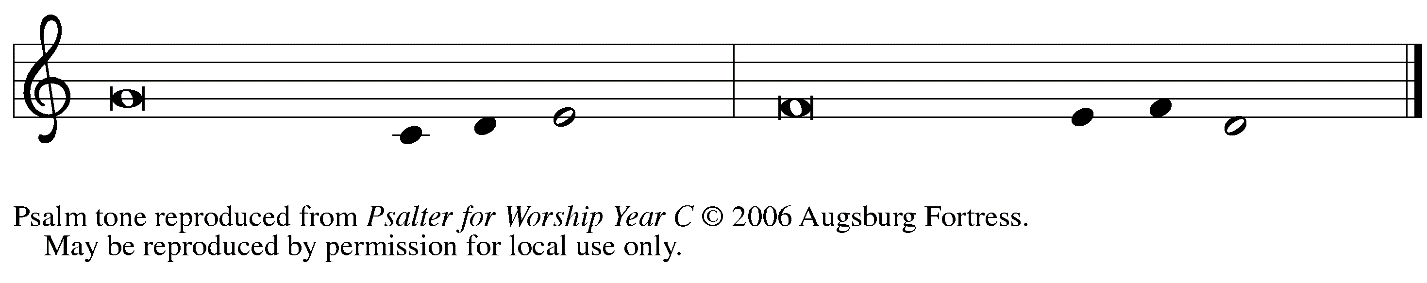 Psalm tone reproduced from Psalter for Worship Year C © 2006 Augsburg Fortress.
May be reproduced by permission for local use only.